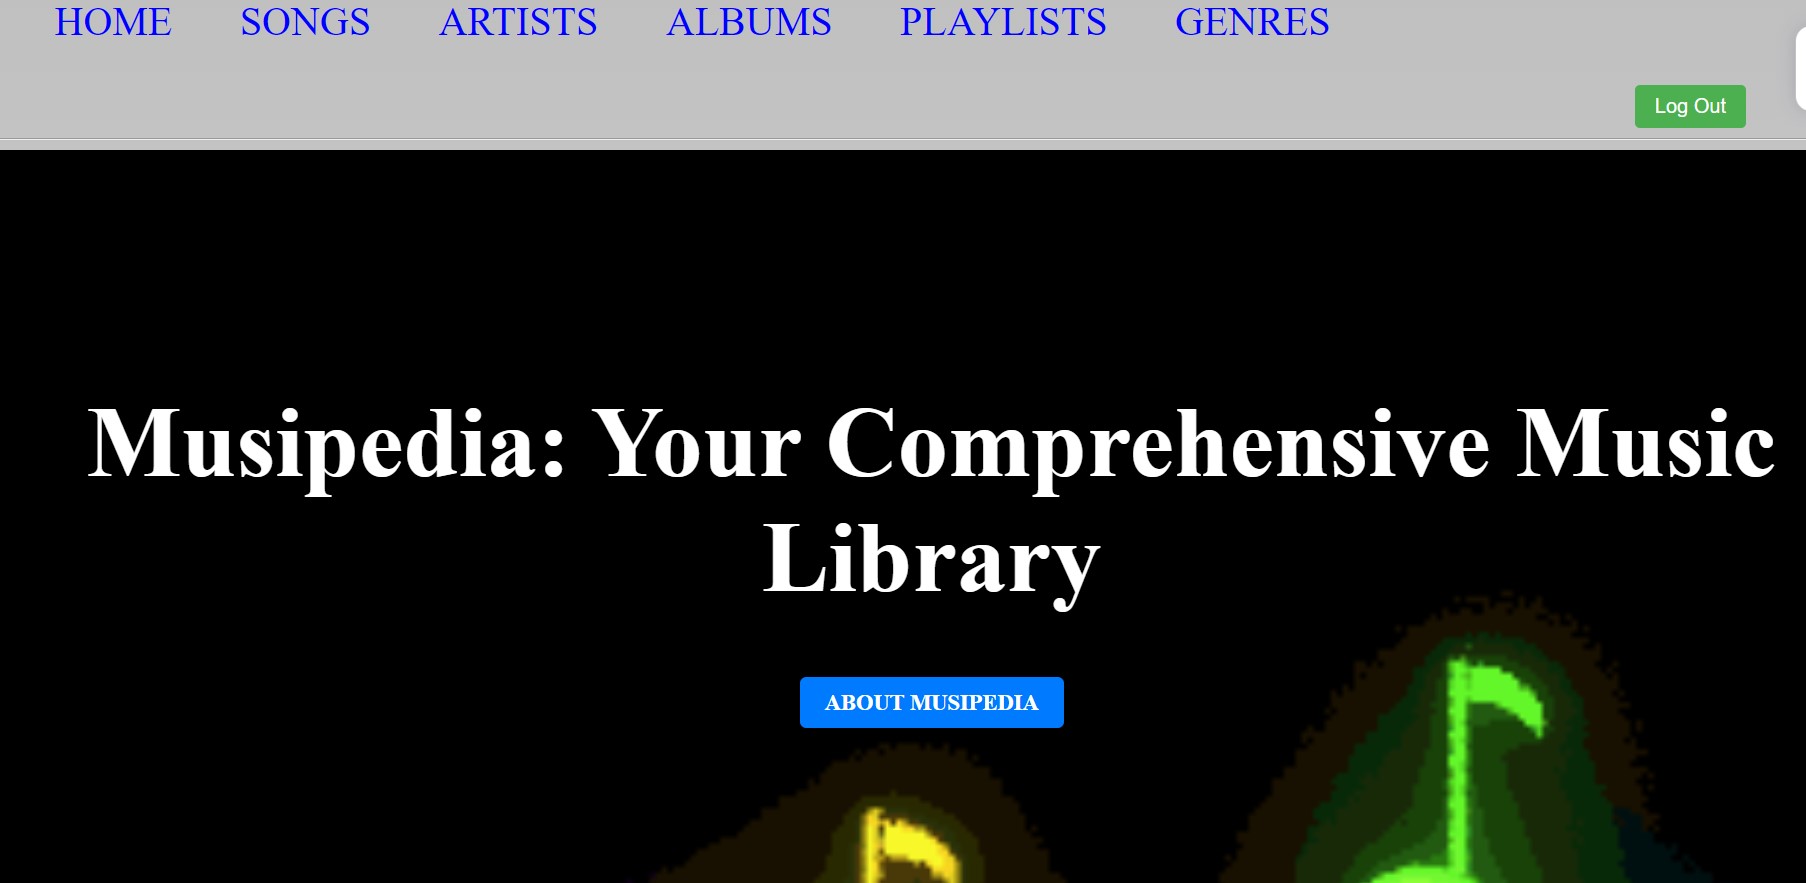 HOME SONGS ARTISTS ALBUMS PLAYLISTS GENRES
Log Out
Musipedia: Your Comprehensive Music
Library
ABOUT MUSIPEDIA